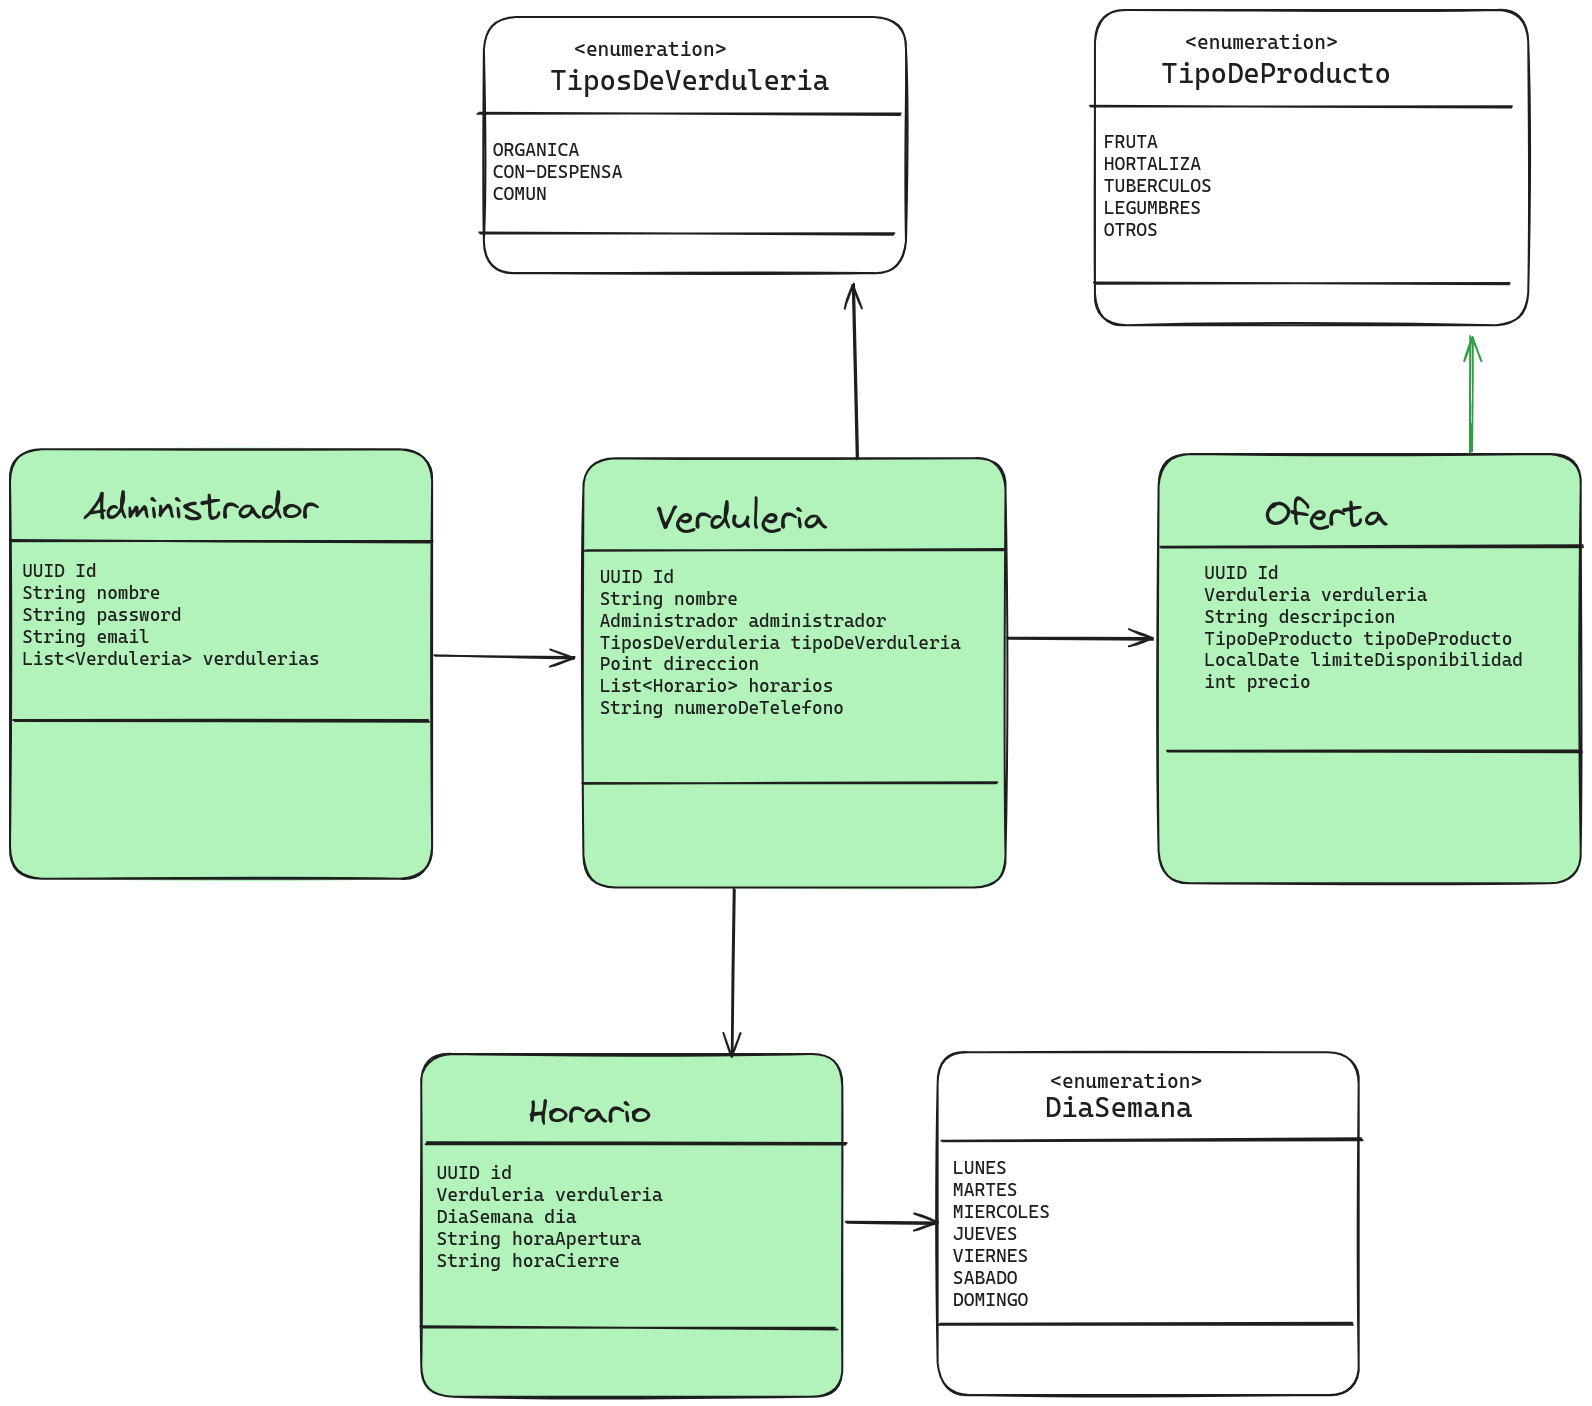 <enumeration>
TiposDeVerduleria
ORGANICA
CON-DESPENSA
COMUN
<enumeration>
TipoDeProducto
FRUTA
HORTALIZA
TUBERCULOS
LEGUMBRES
OTROS
Administrador
UUID Id
String nombre
String password
String email
List<Verduleria> verdulerias
Verduleria
UUID Id
String nombre
Administrador administrador
TiposDeVerduleria tipoDeVerduleria
Point direccion
List<Horario> horarios
String numeroDeTelefono
Oferta
UUID Id
Verduleria verduleria
String descripcion
TipoDeProducto tipoDeProducto
LocalDate limiteDisponibilidad
int precio
Horario
UUID id
Verduleria verduleria
DiaSemana dia
String horaApertura
String horaCierre
<enumeration>
DiaSemana
LUNES
MARTES
MIERCOLES
JUEVES
VIERNES
SABADO
DOMINGO